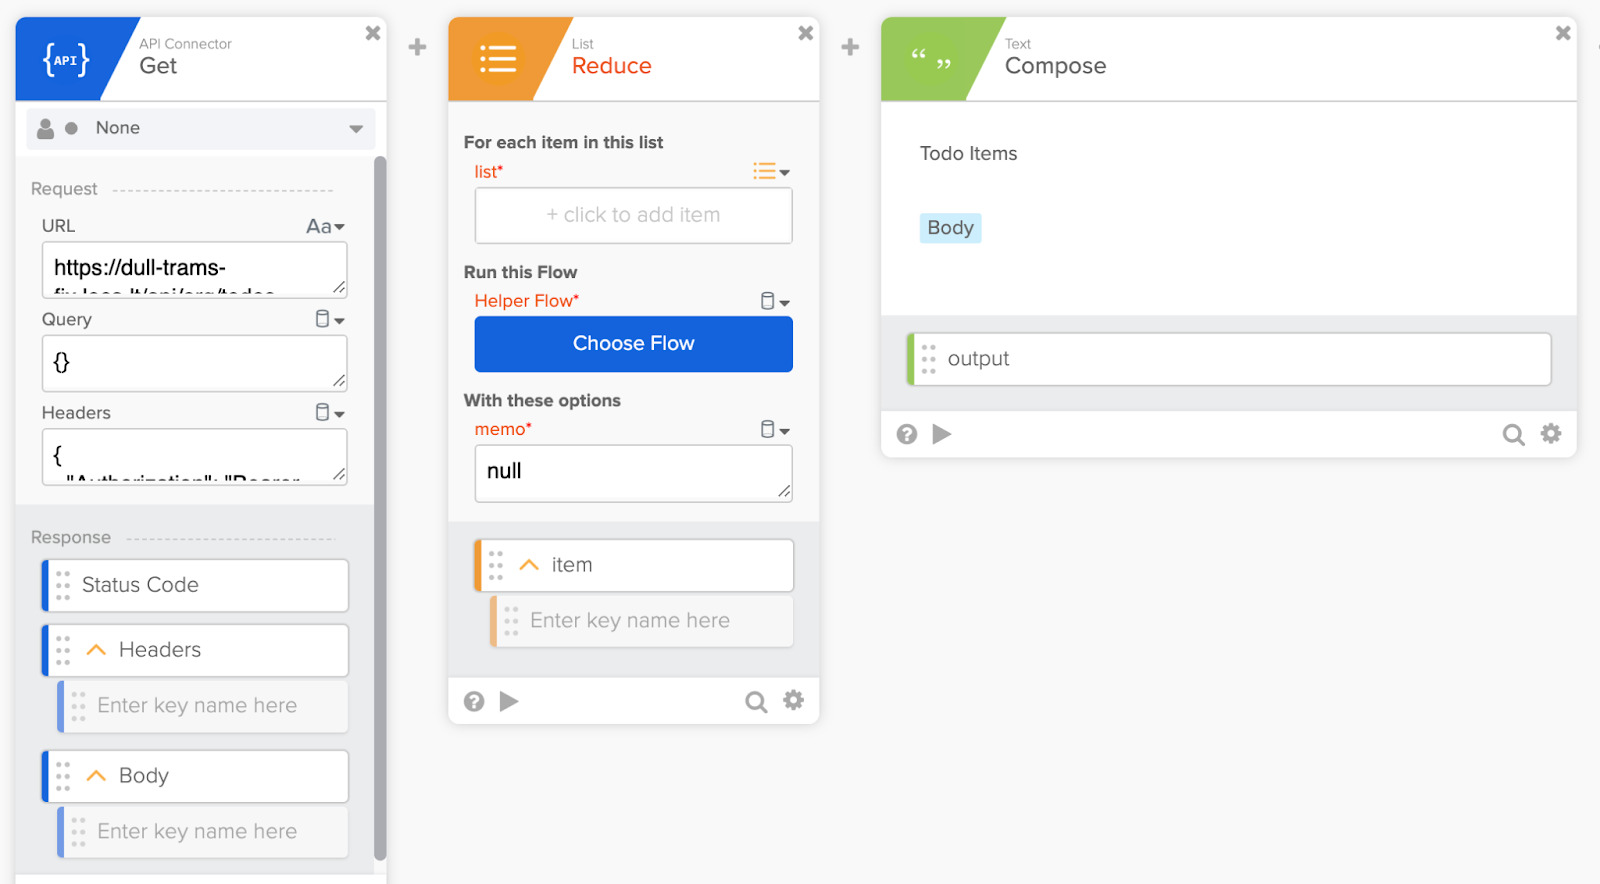 {API}
API Connector
Get
None
Request
URL
Aa
https://dull-trams-
Query
{}
Headers
{
"Authorization": "Bearer
Response
Status Code
Headers
Enter key name here
Body
Enter key name here
List
Reduce
For each item in this list
list*
+ click to add item
Run this Flow
Helper Flow*
Choose Flow
With these options
memo*
null
item
Enter key name here
Text
Compose
Todo Items
Body
output